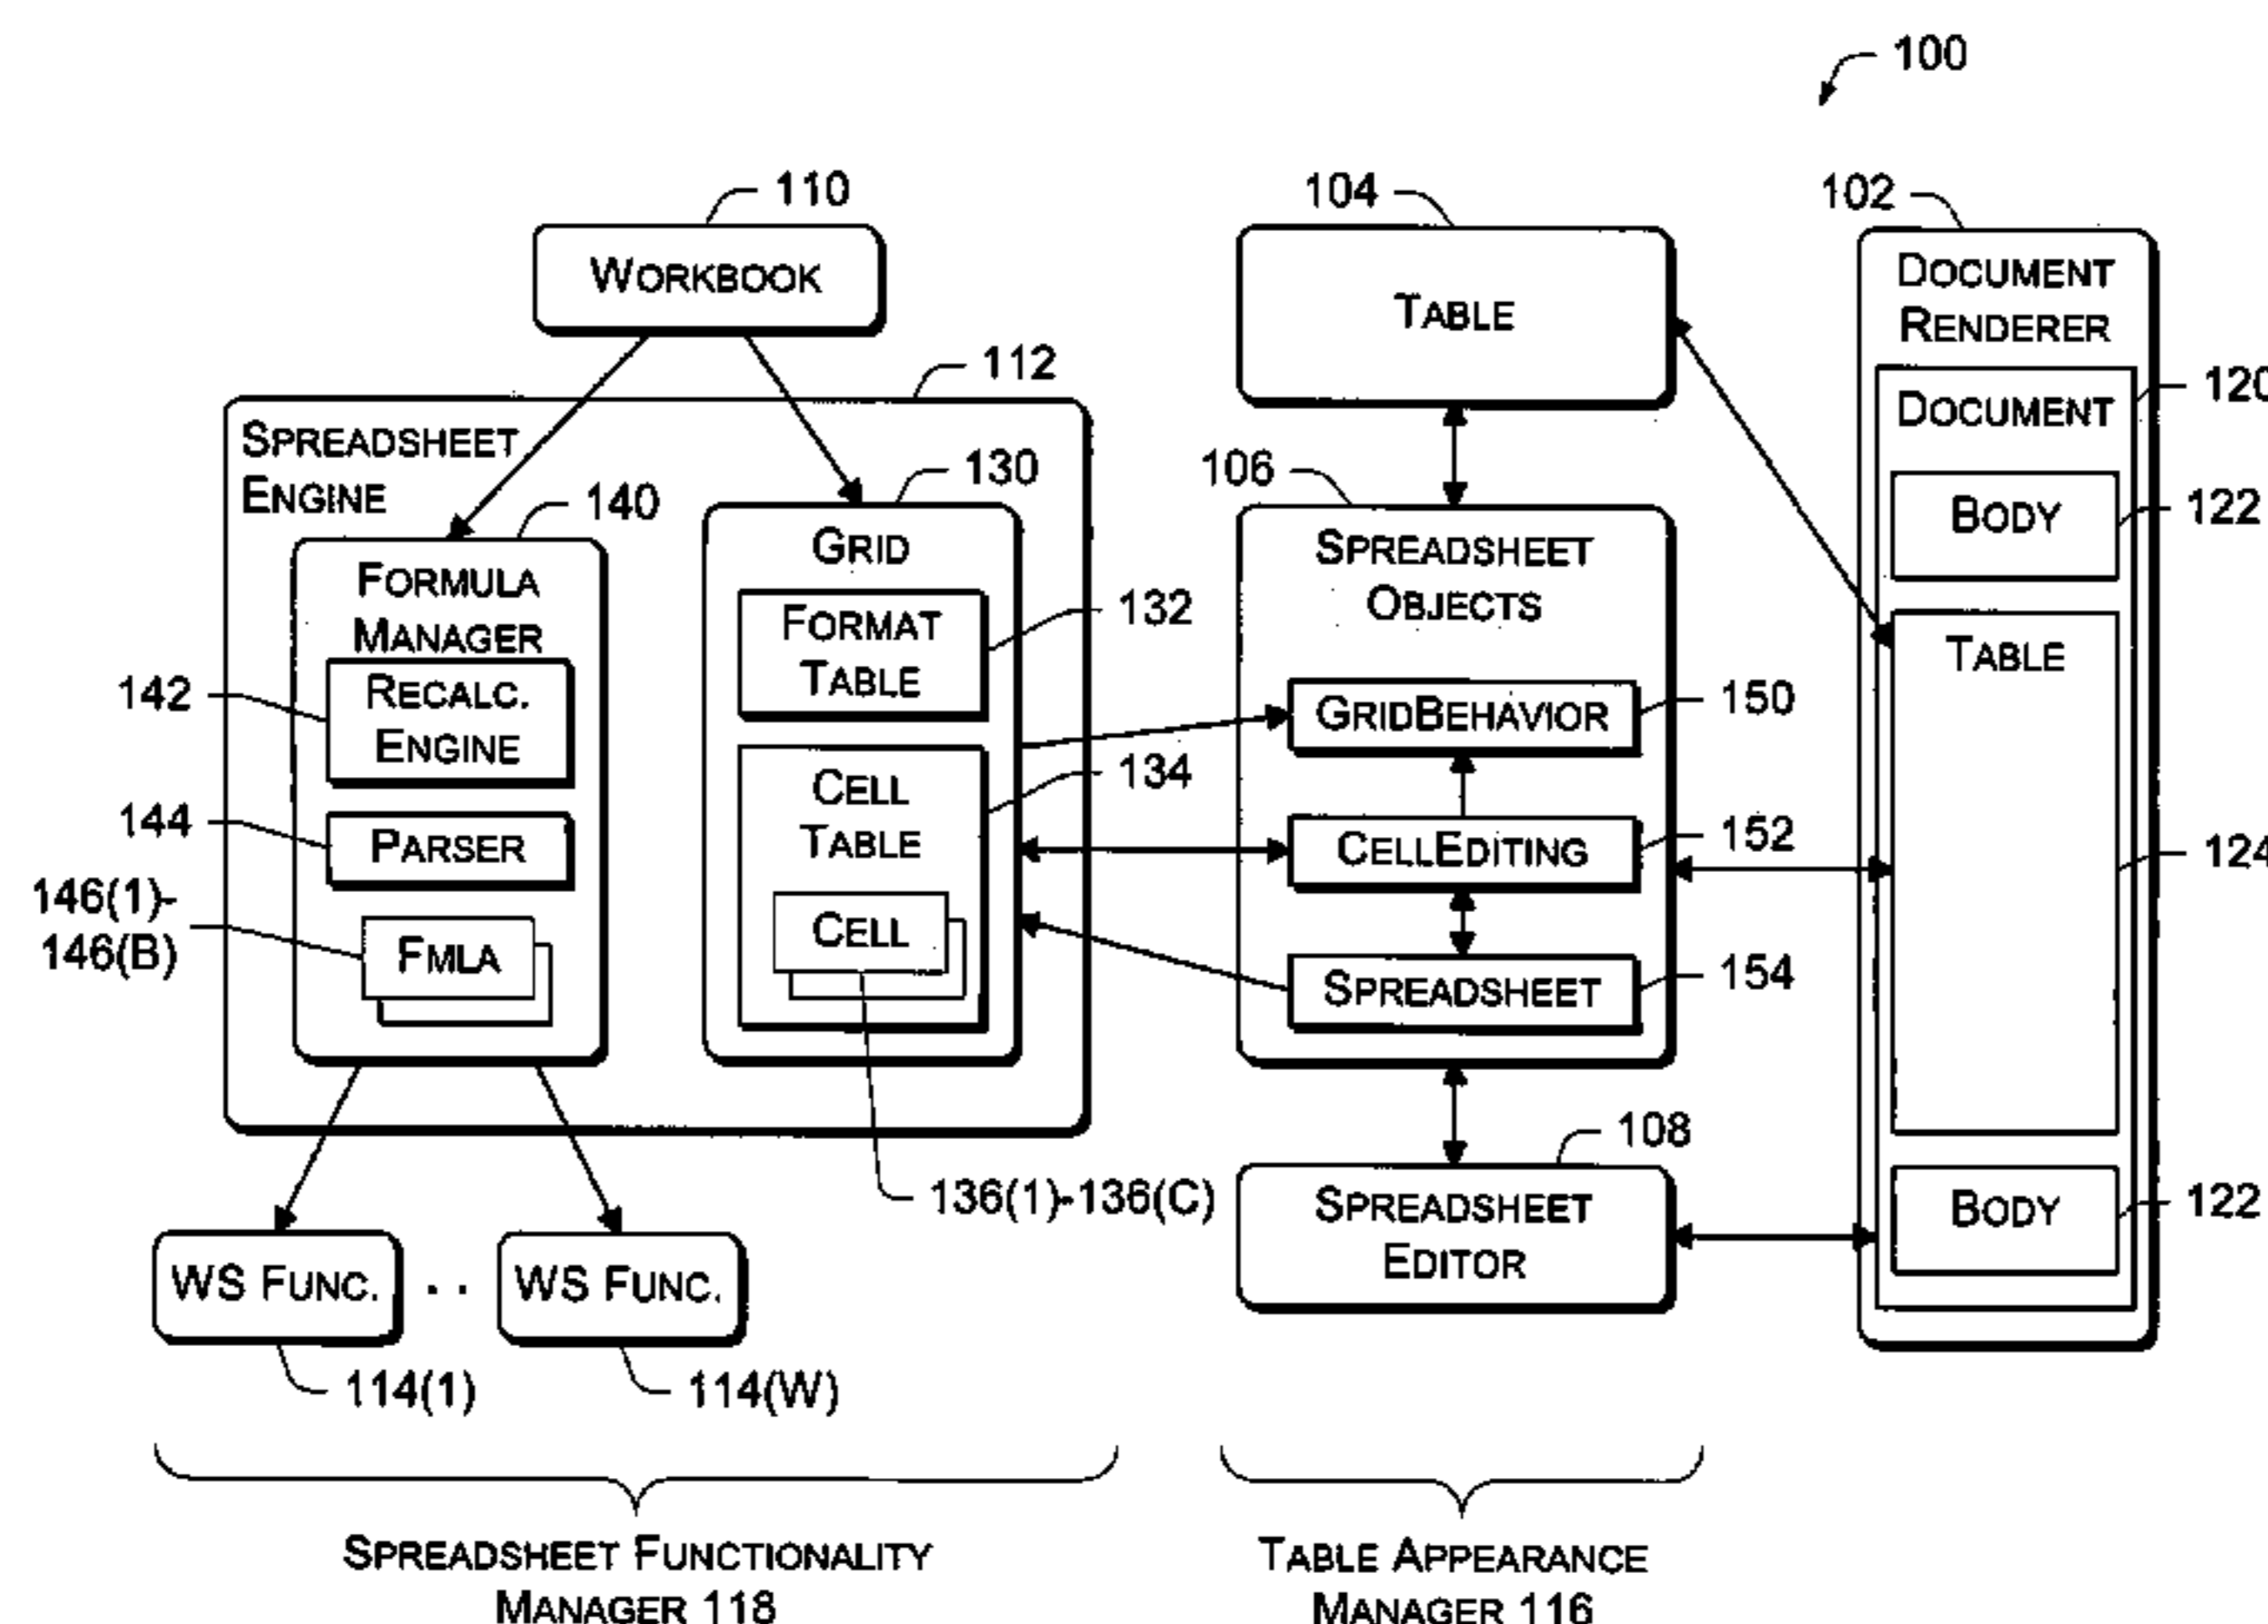 100
110
WORKBOOK
104
TABLE
102
DOCUMENT
RENDERER
112
SPREADSHEET
ENGINE
120
DOCUMENT
140
FORMULA
MANAGER
142
RECALC.
ENGINE
144
PARSER
146(1)-
146(B)
FMLA
130
GRID
132
FORMAT
TABLE
134
CELL
TABLE
CELL
136(1)-136(C)
106
SPREADSHEET
OBJECTS
GRIDBEHAVIOR
150
CELLEDITING
152
SPREADSHEET
154
BODY
122
TABLE
124
BODY
122
108
SPREADSHEET
EDITOR
WS FUNC.
. .
WS FUNC.
114(1)
114(W)
SPREADSHEET FUNCTIONALITY
MANAGER 118
TABLE APPEARANCE
MANAGER 116